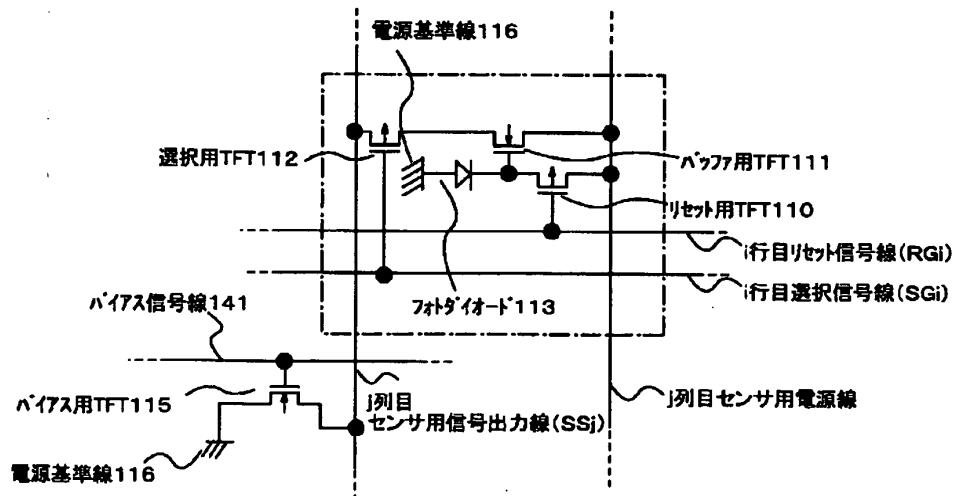 電源基準線116
選択用TFT112
バッファ用TFT111
リセット用TFT110
i行目リセット信号線(RGi)
i行目選択信号線(SGi)
バイアス信号線141
フォトダイオード113
バイアス用TFT115
j列目
センサ用信号出力線(SSj)
j列目センサ用電源線
電源基準線116